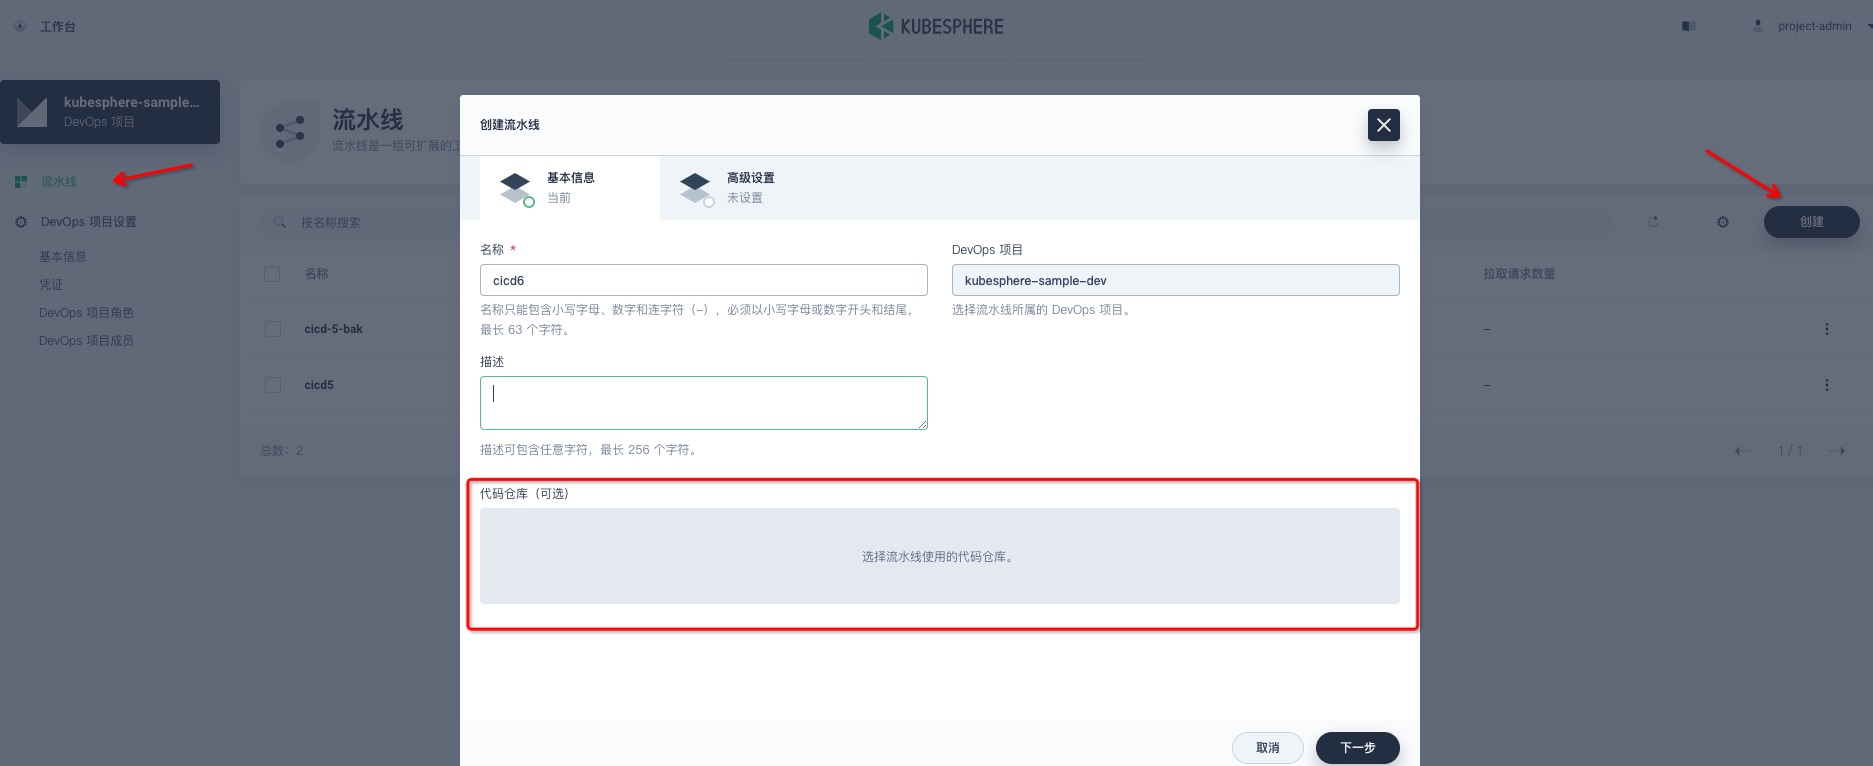 工作台
KUBESPHERE
project-admin
kubesphere-sample...
DevOps 项目
流水线
流水线是一组可扩展的工
流水线
DevOps 项目设置
基本信息
凭证
DevOps 项目角色
DevOps 项目成员
按名称搜索
创建
名称
拉取请求数量
cicd-5-bak
–
cicd5
–
总数：2
1 / 1
创建流水线
基本信息
当前
高级设置
未设置
名称 *
cicd6
名称只能包含小写字母、数字和连字符（-），必须以小写字母或数字开头和结尾，
最长 63 个字符。
DevOps 项目
kubesphere-sample-dev
选择流水线所属的 DevOps 项目。
描述
描述可包含任意字符，最长 256 个字符。
代码仓库（可选）
选择流水线使用的代码仓库。
取消
下一步